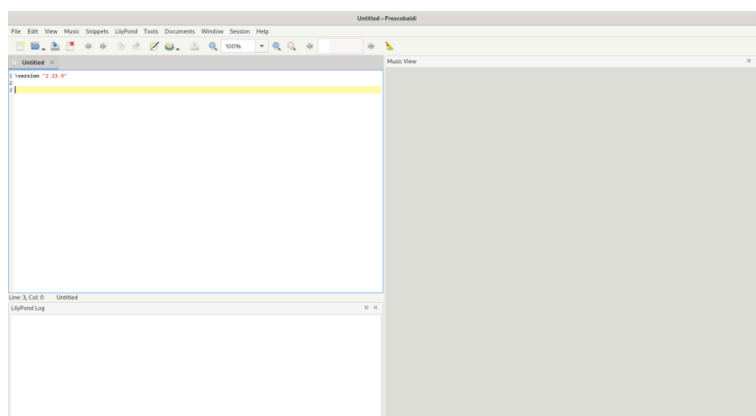 Untitled – Frescobaldi
File Edit View Music Snippets LilyPond Tools Documents Window Session Help
100%
Untitled ×
Music View
1 \version "2.23.9"
2
3
Line: 3, Col: 0 Untitled
LilyPond Log